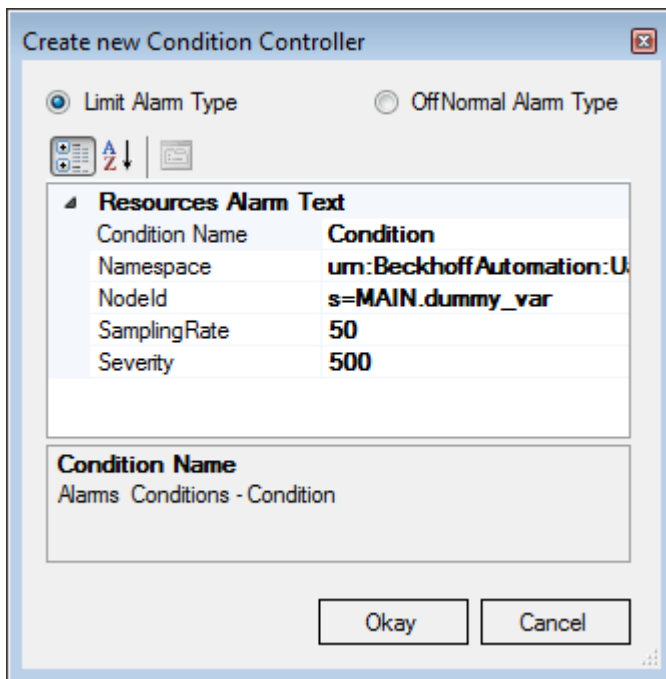 Create new Condition Controller
Limit Alarm Type OffNormal Alarm Type
A Z
Resources Alarm Text
Condition Name Condition
Namespace urn:BeckhoffAutomation:U
NodeId s=MAIN.dummy_var
SamplingRate 50
Severity 500
Condition Name
Alarms Conditions - Condition
Okay Cancel